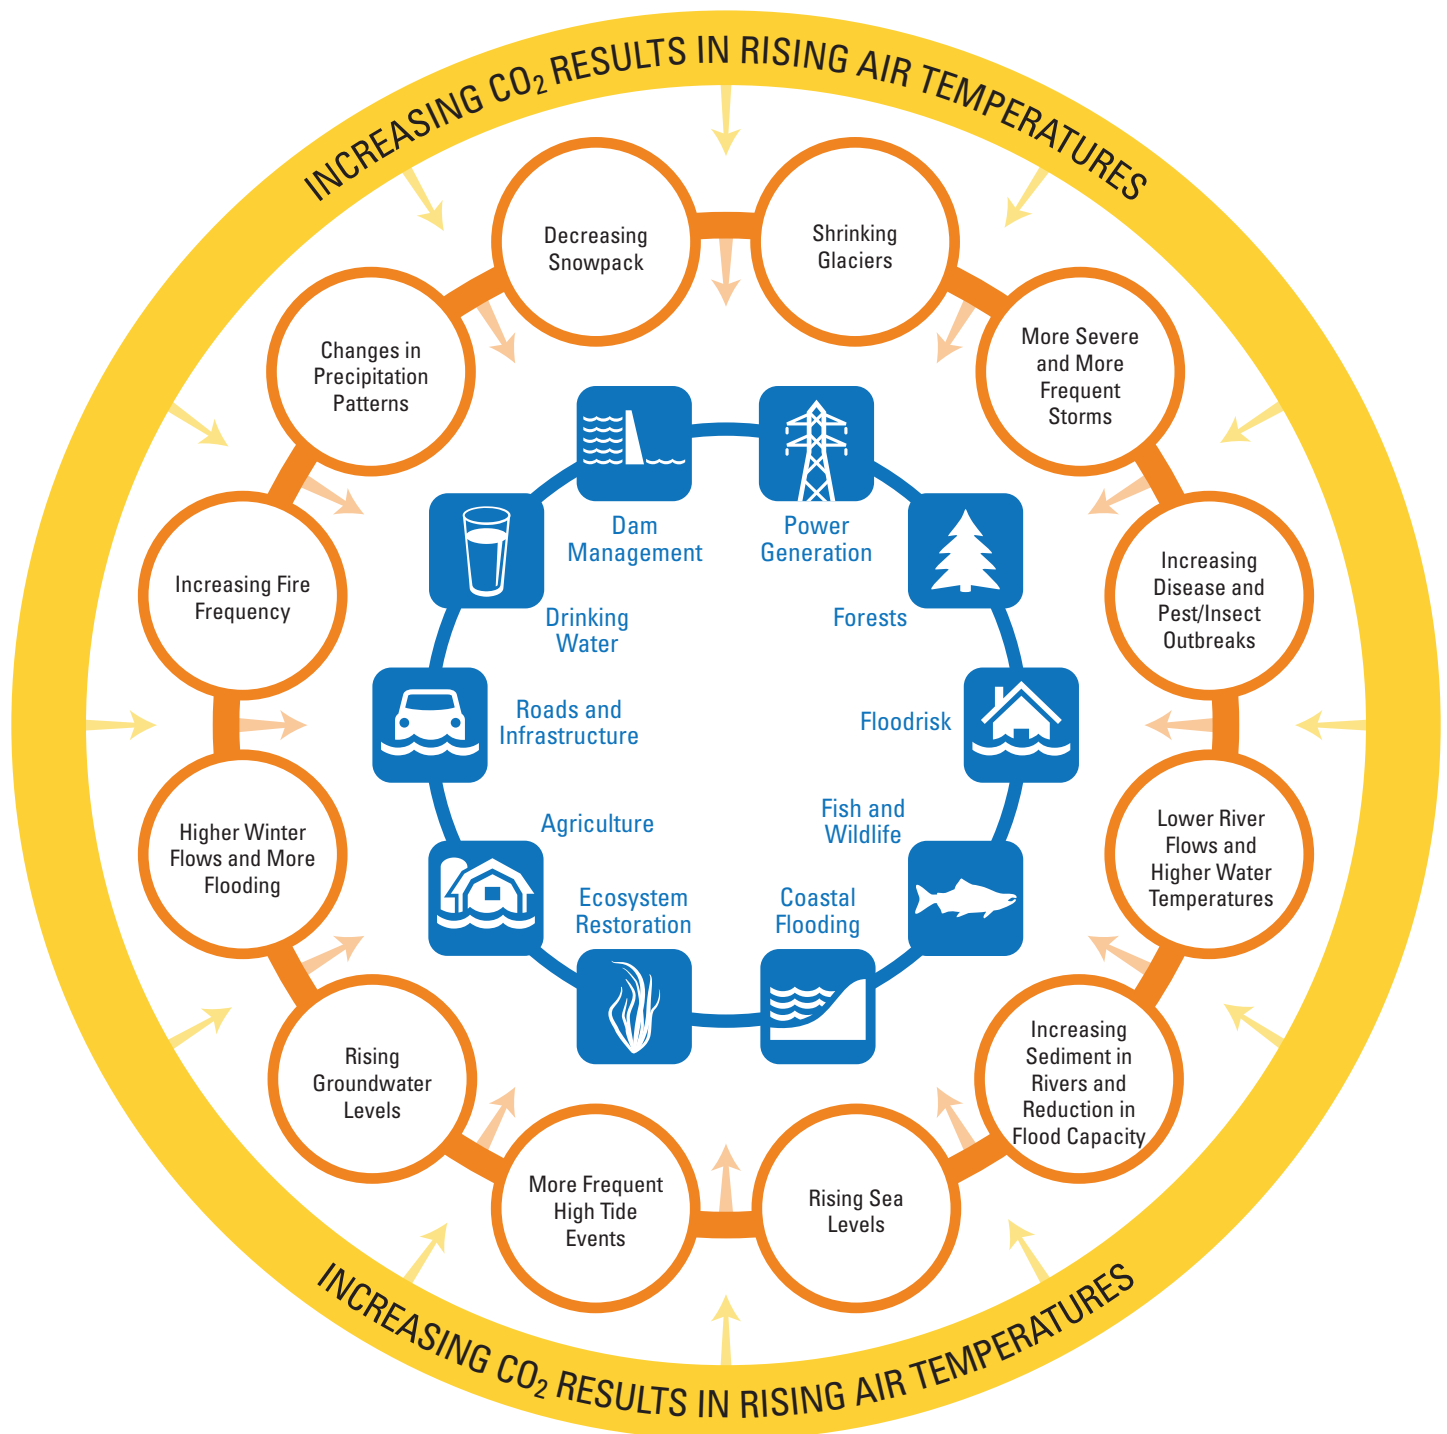 INCREASING CO₂ RESULTS IN RISING AIR TEMPERATURES
Decreasing
Snowpack
Shrinking
Glaciers
More Severe
and More
Frequent
Storms
Increasing
Disease and
Pest/Insect
Outbreaks
Lower River
Flows and
Higher Water
Temperatures
Increasing
Sediment in
Rivers and
Reduction in
Flood Capacity
Rising Sea
Levels
More Frequent
High Tide
Events
Rising
Groundwater
Levels
Higher Winter
Flows and More
Flooding
Increasing Fire
Frequency
Changes in
Precipitation
Patterns
Dam
Management
Power
Generation
Forests
Floodrisk
Fish and
Wildlife
Coastal
Flooding
Ecosystem
Restoration
Agriculture
Roads and
Infrastructure
Drinking
Water
INCREASING CO₂ RESULTS IN RISING AIR TEMPERATURES